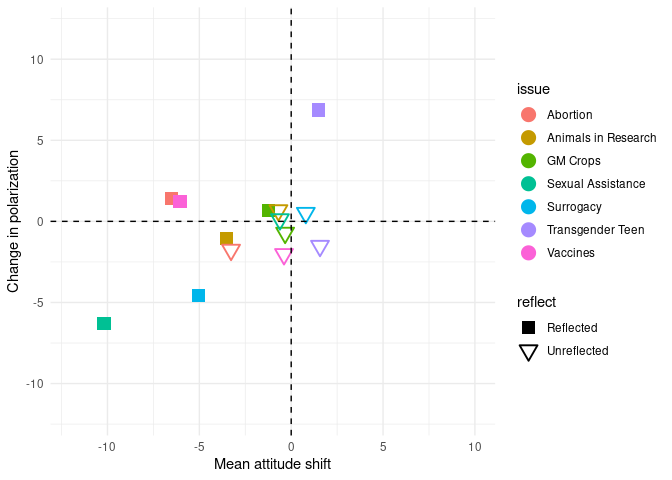 10
5
0
-5
-10
Change in polarization
-10
-5
0
5
10
Mean attitude shift
issue
Abortion
Animals in Research
GM Crops
Sexual Assistance
Surrogacy
Transgender Teen
Vaccines
reflect
Reflected
Unreflected